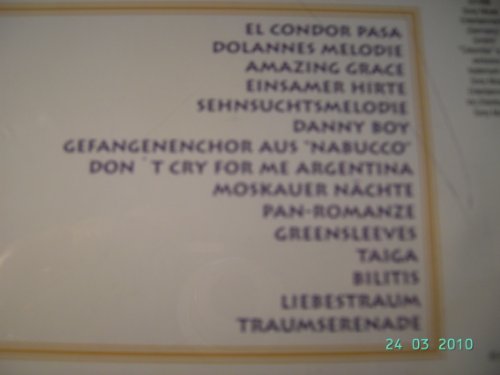 EL CONDOR PASA
DOLANNES MELODIE
AMAZING GRACE
EINSAMER HIRTE
SEHNSUCHTSMELODIE
DANNY BOY
GEFANGENENCHOR AUS "NABUCCO"
DON ´T CRY FOR ME ARGENTINA
MOSKAUER NÄCHTE
PAN-ROMANZE
GREENSLEEVES
TAIGA
BILITIS
LIEBESTRAUM
TRAUMSERENADE
24 03 2010